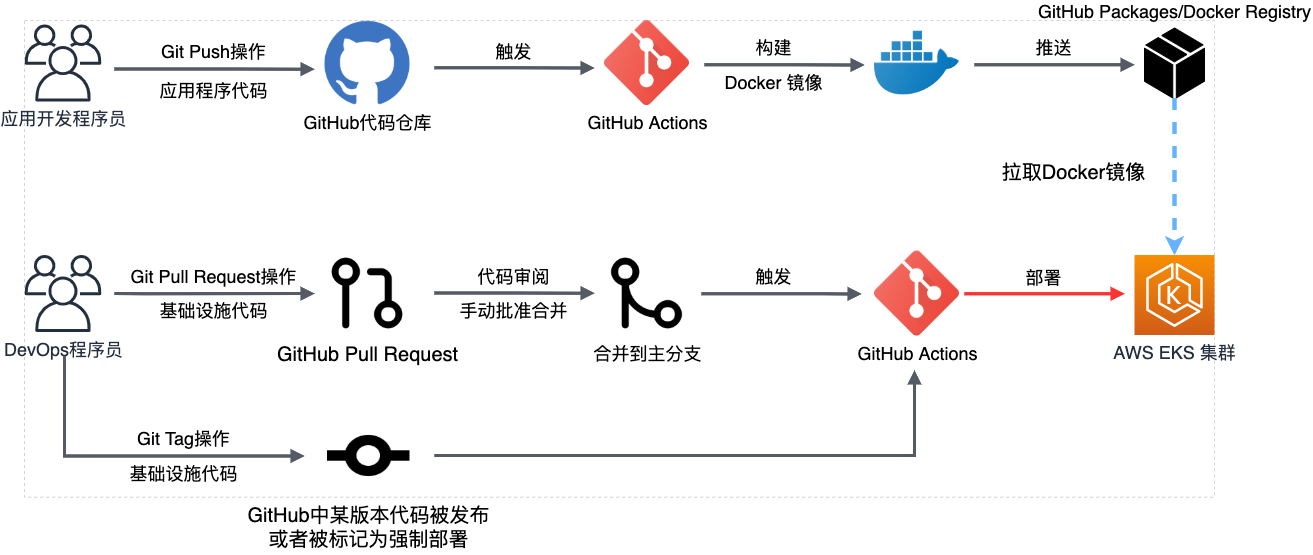 GitHub Packages/Docker Registry
Git Push操作
应用程序代码
触发
构建
Docker 镜像
推送
应用开发程序员
GitHub代码仓库
GitHub Actions
拉取Docker镜像
Git Pull Request操作
基础设施代码
代码审阅
手动批准合并
触发
部署
K
DevOps程序员
GitHub Pull Request
合并到主分支
GitHub Actions
AWS EKS 集群
Git Tag操作
基础设施代码
GitHub中某版本代码被发布
或者被标记为强制部署